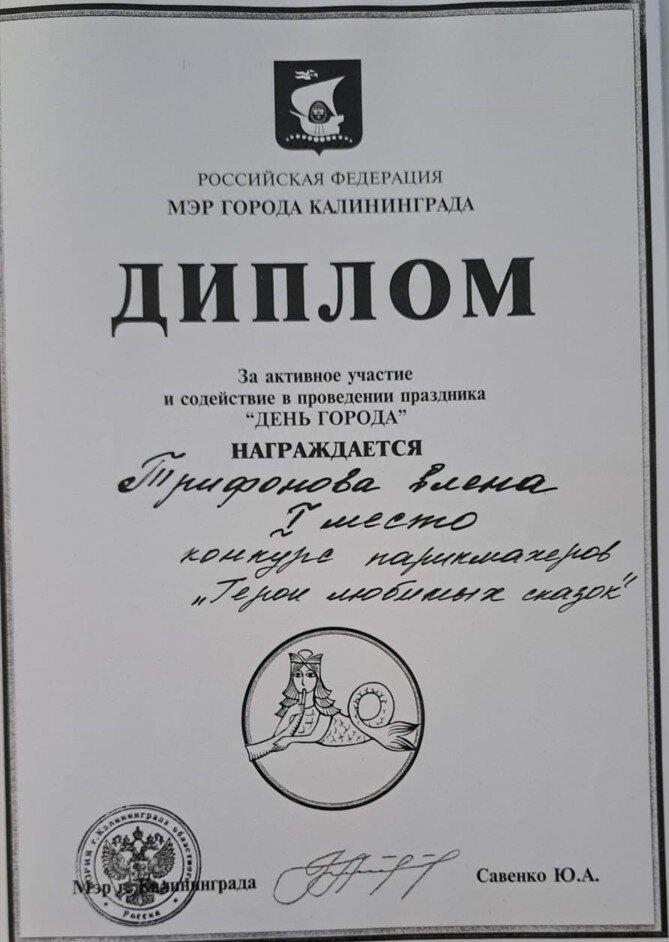 РОССИЙСКАЯ ФЕДЕРАЦИЯ
МЭР ГОРОДА КАЛИНИНГРАДА
ДИПЛОМ
За активное участие
и содействие в проведении праздника
“ДЕНЬ ГОРОДА”
НАГРАЖДАЕТСЯ
Трифонова Елена
I место
конкурс парикмахеров
„Герои любимых сказок"
Мэр г. Калининграда
Савенко Ю.А.
России